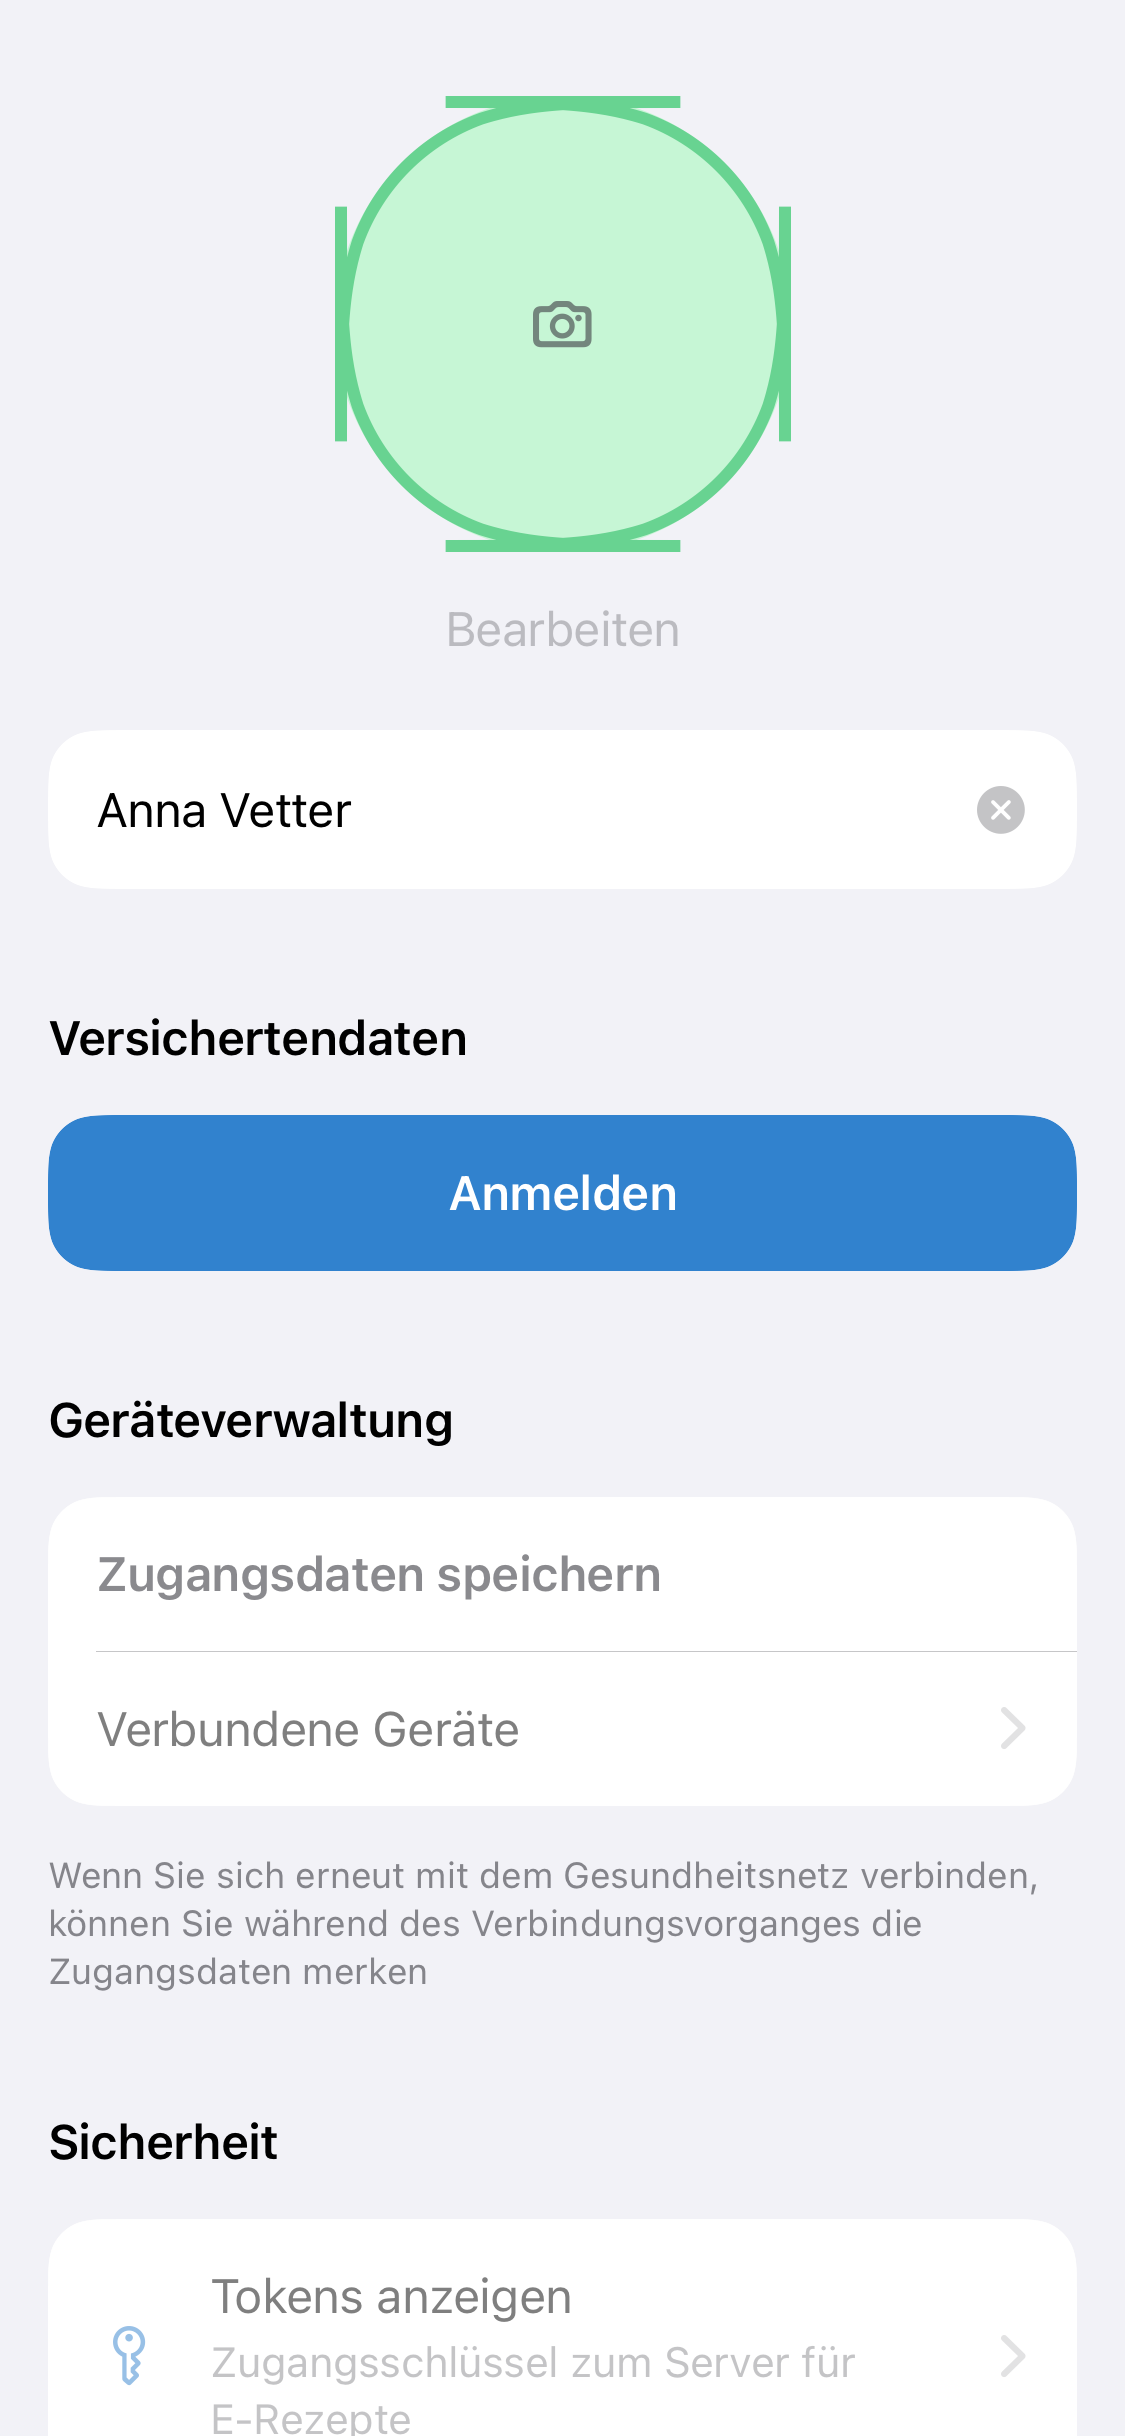 Bearbeiten
Anna Vetter
Versichertendaten
Anmelden
Geräteverwaltung
Zugangsdaten speichern
Verbundene Geräte
Wenn Sie sich erneut mit dem Gesundheitsnetz verbinden,
können Sie während des Verbindungsvorganges die
Zugangsdaten merken
Sicherheit
Tokens anzeigen
Zugangsschlüssel zum Server für
E-Rezepte